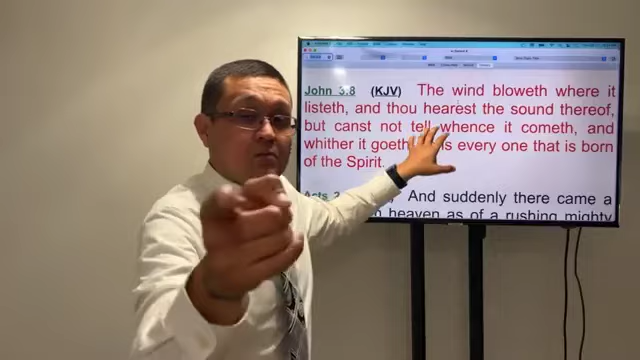 John 3:8 (KJV) The wind bloweth where it
listeth, and thou hearest the sound thereof,
but canst not tell whence it cometh, and
whither it goeth s every one that is born
of the Spirit.
Acts 2 And suddenly there came a
heaven as of a rushing mighty